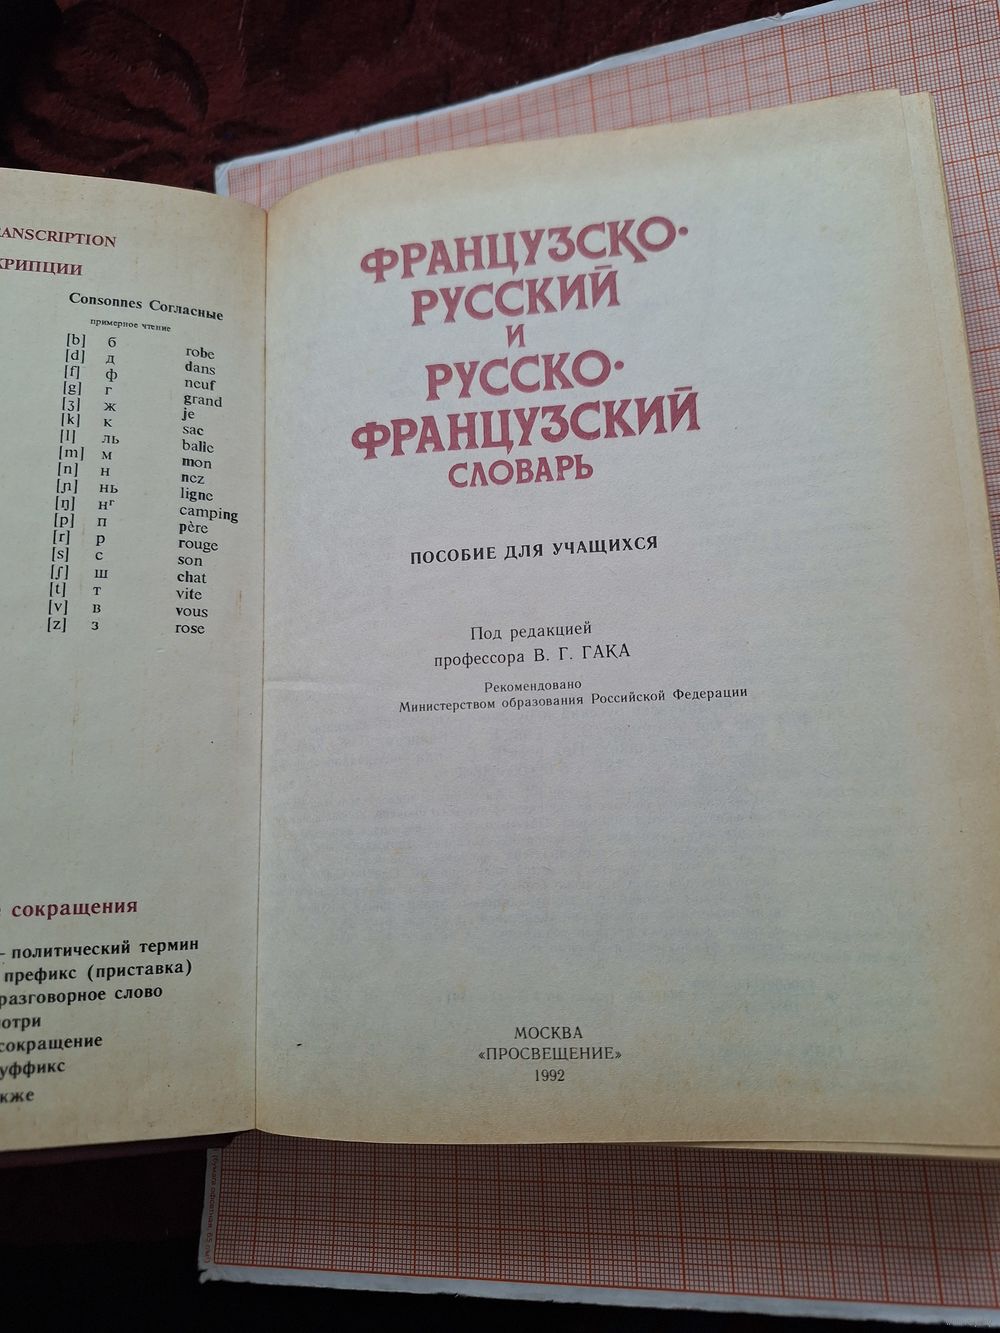 ANSCRIPTION
КРИПЦИИ
Consonnes Согласные
примерное чтение
[b] б robe
[d] д dans
[f] ф neuf
[g] г grand
[ʒ] ж je
[k] к sac
[l] ль balle
[m] м mon
[n] н nez
[ɲ] нь ligne
[ŋ] нг camping
[p] п père
[r] р rouge
[s] с son
[ʃ] ш chat
[t] т vite
[v] в vous
[z] з rose
сокращения
– политический термин
префикс (приставка)
разговорное слово
отри
сокращение
уффикс
кже
ФРАНЦУЗСКО-
РУССКИЙ
И
РУССКО-
ФРАНЦУЗСКИЙ
СЛОВАРЬ
ПОСОБИЕ ДЛЯ УЧАЩИХСЯ
Под редакцией
профессора В. Г. ГАКА
Рекомендовано
Министерством образования Российской Федерации
МОСКВА
«ПРОСВЕЩЕНИЕ»
1992